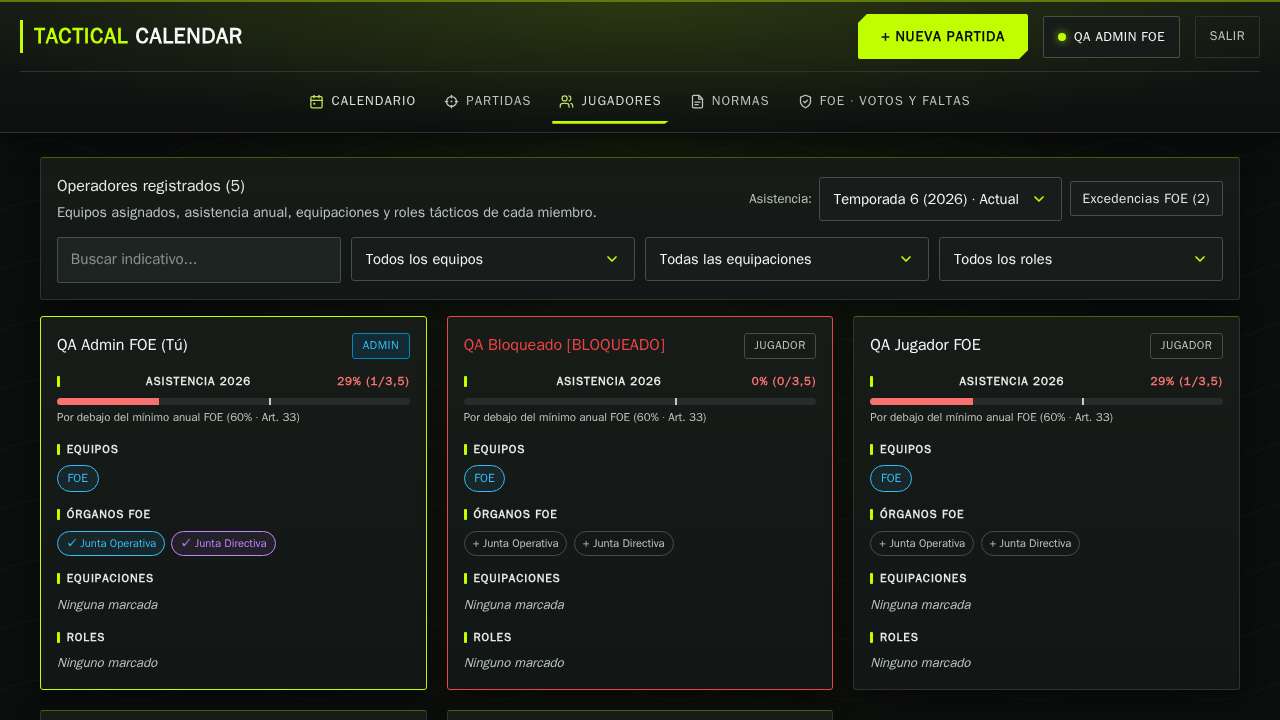 TACTICAL CALENDAR
+ NUEVA PARTIDA
QA ADMIN FOE
SALIR
CALENDARIO
PARTIDAS
JUGADORES
NORMAS
FOE · VOTOS Y FALTAS
Operadores registrados (5)
Equipos asignados, asistencia anual, equipaciones y roles tácticos de cada miembro.
Asistencia:
Temporada 6 (2026) · Actual
Excedencias FOE (2)
Buscar indicativo...
Todos los equipos
Todas las equipaciones
Todos los roles
QA Admin FOE (Tú)
ADMIN
ASISTENCIA 2026
29% (1/3,5)
Por debajo del mínimo anual FOE (60% · Art. 33)
EQUIPOS
FOE
ÓRGANOS FOE
✓ Junta Operativa
✓ Junta Directiva
EQUIPACIONES
Ninguna marcada
ROLES
Ninguno marcado
QA Bloqueado [BLOQUEADO]
JUGADOR
ASISTENCIA 2026
0% (0/3,5)
Por debajo del mínimo anual FOE (60% · Art. 33)
EQUIPOS
FOE
ÓRGANOS FOE
+ Junta Operativa
+ Junta Directiva
EQUIPACIONES
Ninguna marcada
ROLES
Ninguno marcado
QA Jugador FOE
JUGADOR
ASISTENCIA 2026
29% (1/3,5)
Por debajo del mínimo anual FOE (60% · Art. 33)
EQUIPOS
FOE
ÓRGANOS FOE
+ Junta Operativa
+ Junta Directiva
EQUIPACIONES
Ninguna marcada
ROLES
Ninguno marcado